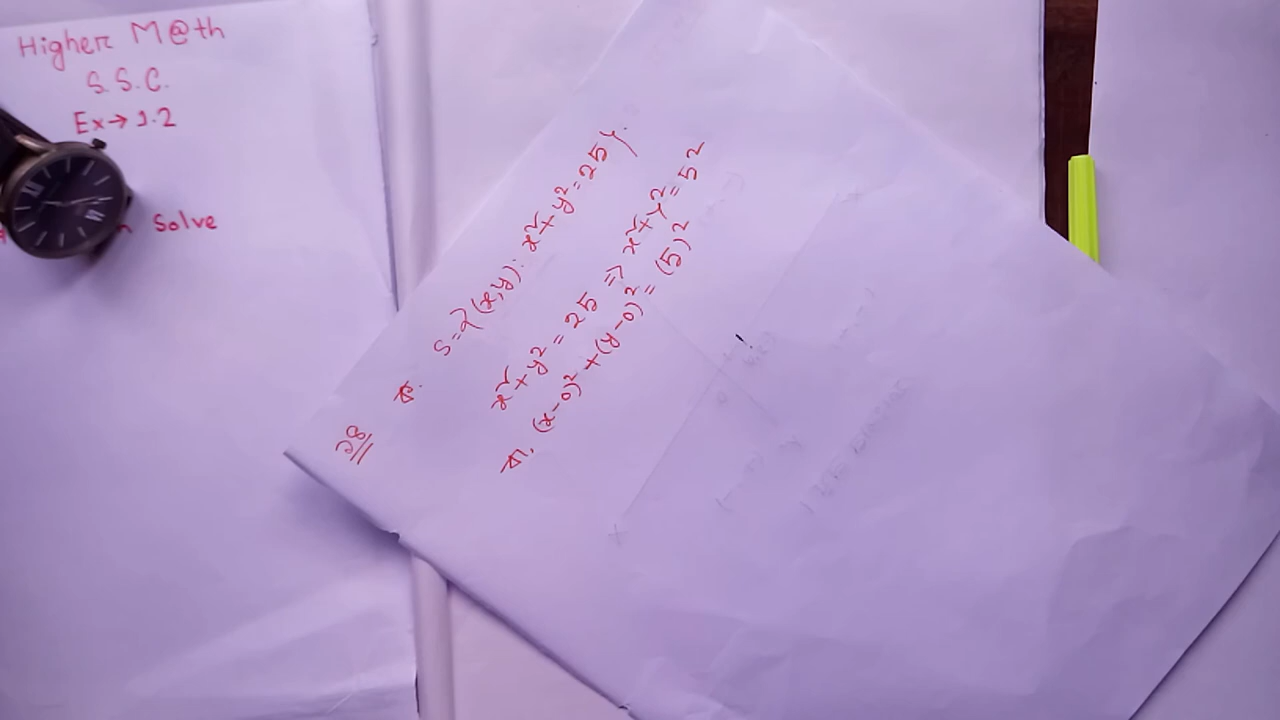 Higher M@th
S.S.C.
Ex→1.2
Solve
২৪
ক. S={(x,y): x²+y²=25}.
x²+y²=25 => x²+y²=5²
বা, (x-0)²+(y-0)²=(5)²